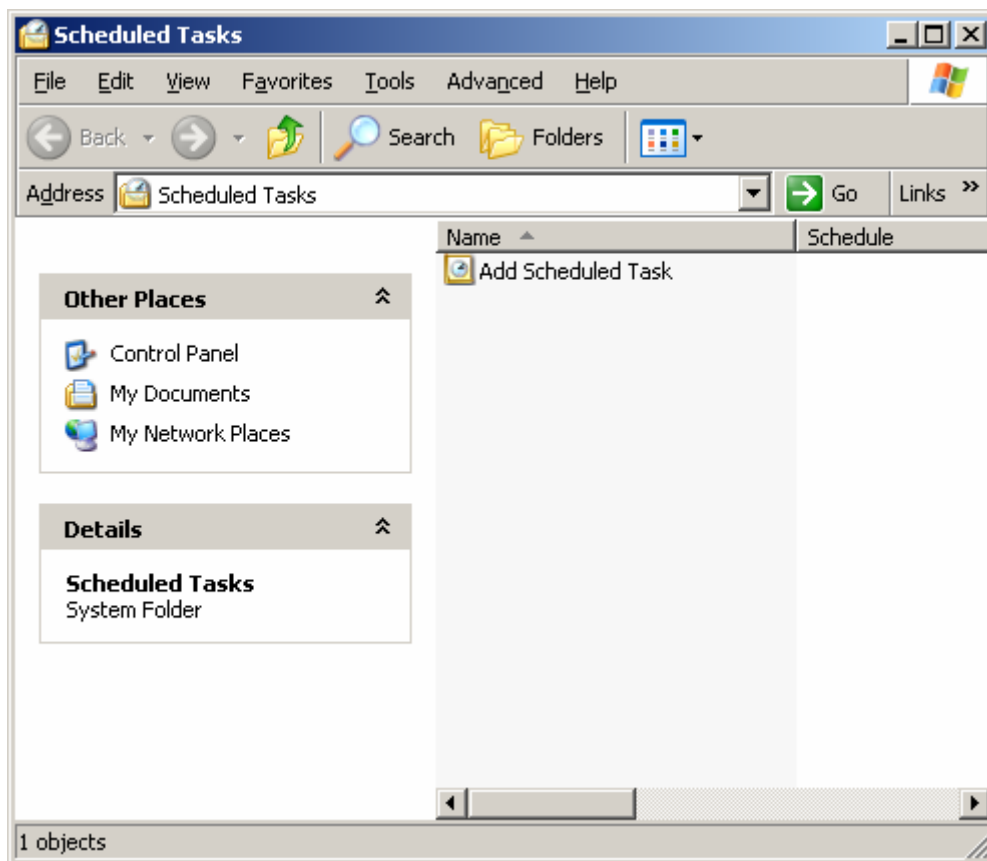 Scheduled Tasks
File Edit View Favorites Tools Advanced Help
Back Search Folders
Address Scheduled Tasks Go Links »
Name Schedule
Add Scheduled Task
Other Places
Control Panel
My Documents
My Network Places
Details
Scheduled Tasks
System Folder
1 objects